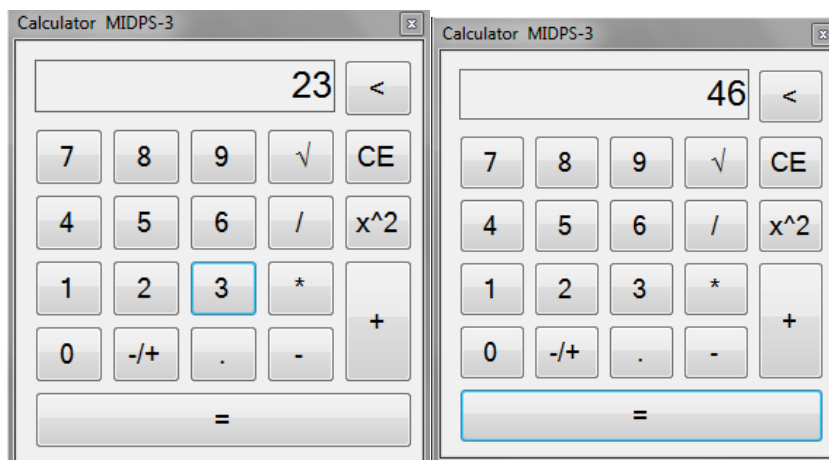 Calculator MIDPS-3 x
23 <
7 8 9 √ CE
4 5 6 / x^2
1 2 3 *
+
0 -/+ . -
=
Calculator MIDPS-3 x
46 <
7 8 9 √ CE
4 5 6 / x^2
1 2 3 *
+
0 -/+ . -
=